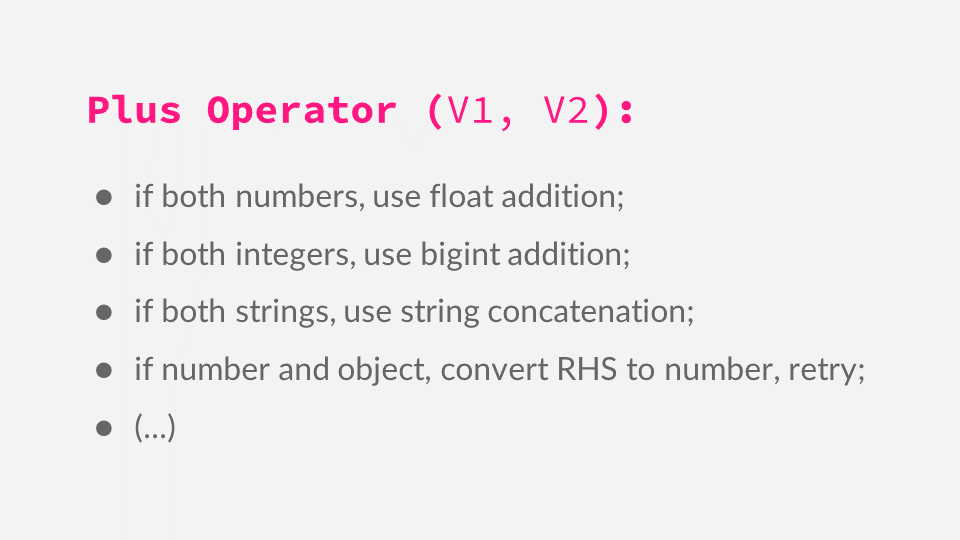 Plus Operator (V1, V2):
● if both numbers, use float addition;
● if both integers, use bigint addition;
● if both strings, use string concatenation;
● if number and object, convert RHS to number, retry;
● (...)